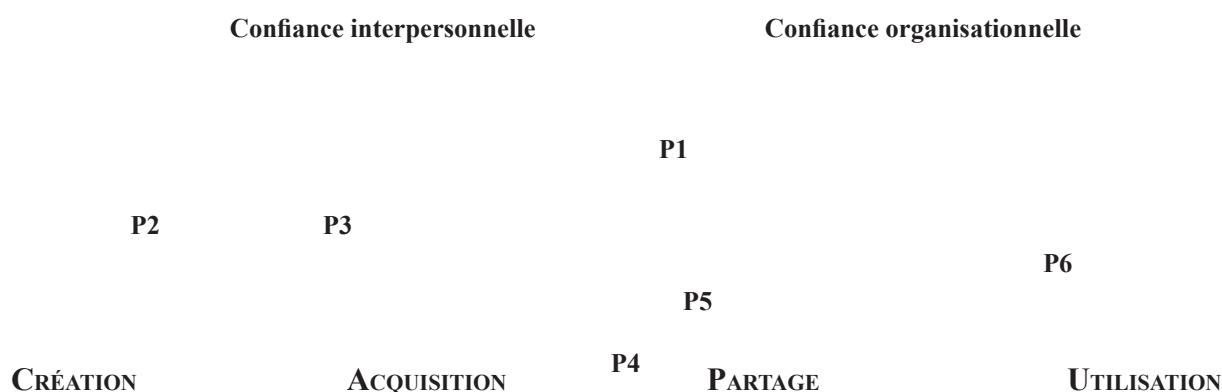 Confiance interpersonnelle Confiance organisationnelle
P1
P2 P3
P6
P5
P4
CRÉATION ACQUISITION PARTAGE UTILISATION